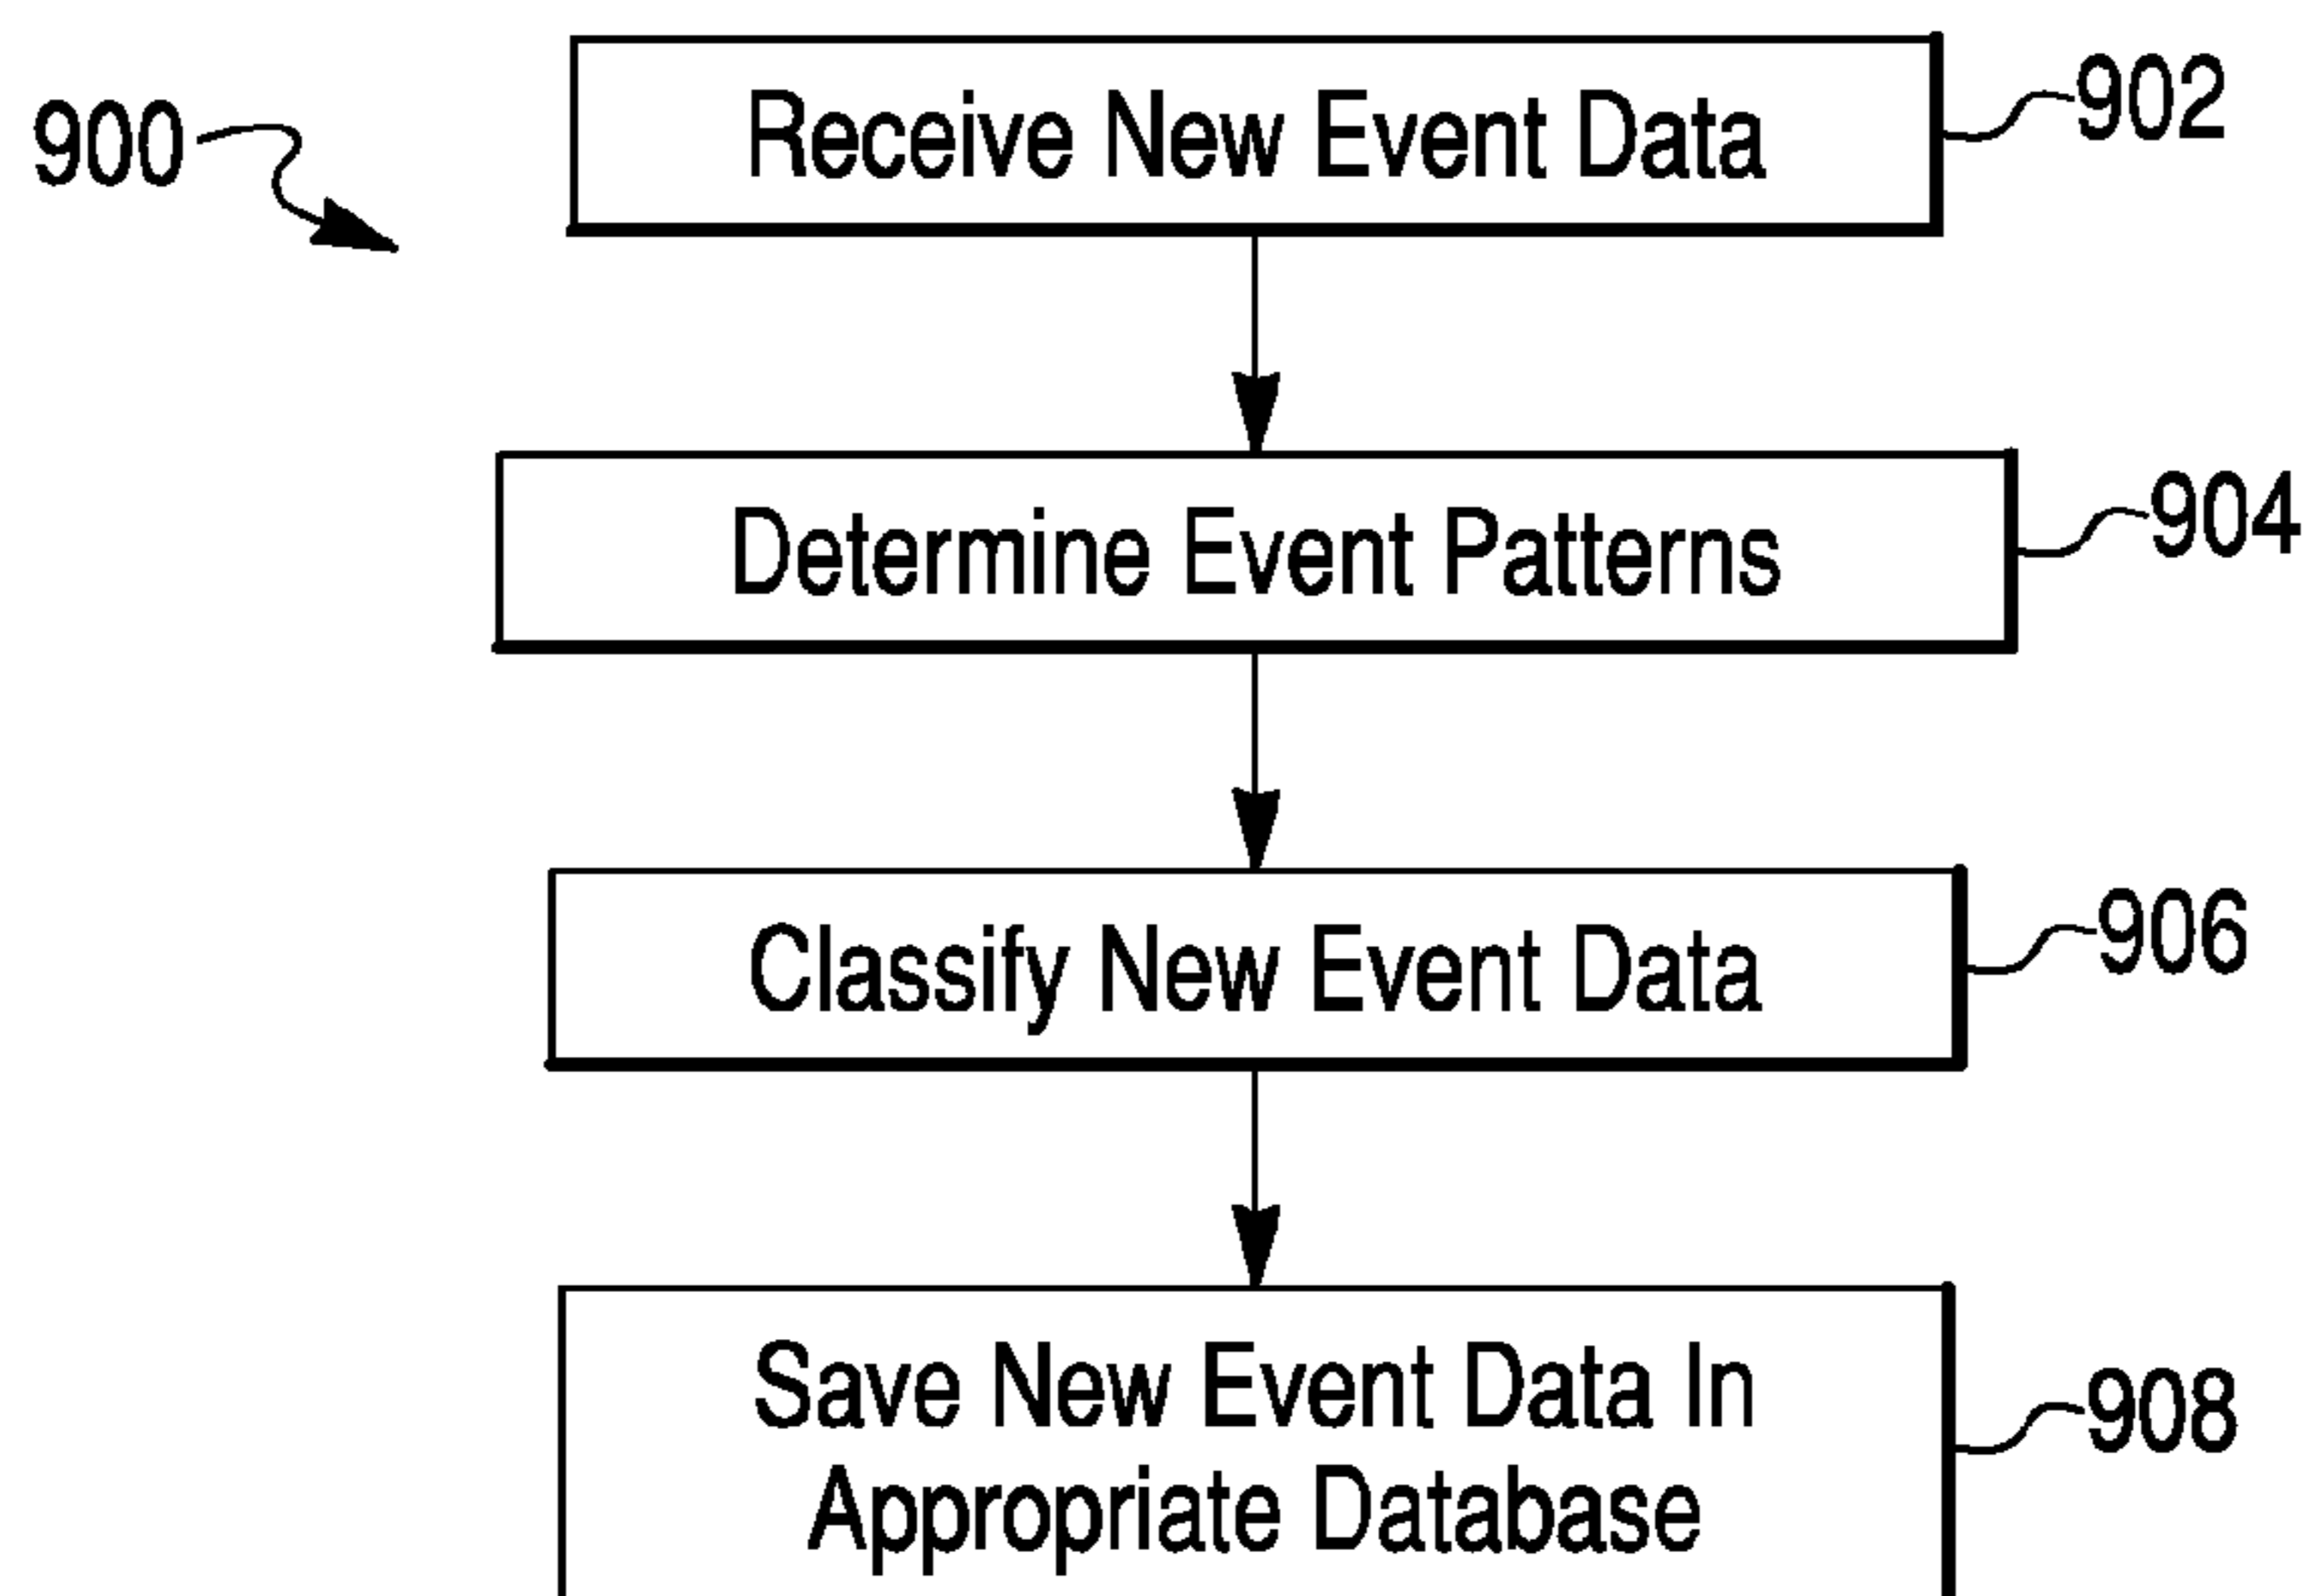 900
Receive New Event Data
902
Determine Event Patterns
904
Classify New Event Data
906
Save New Event Data In
Appropriate Database
908